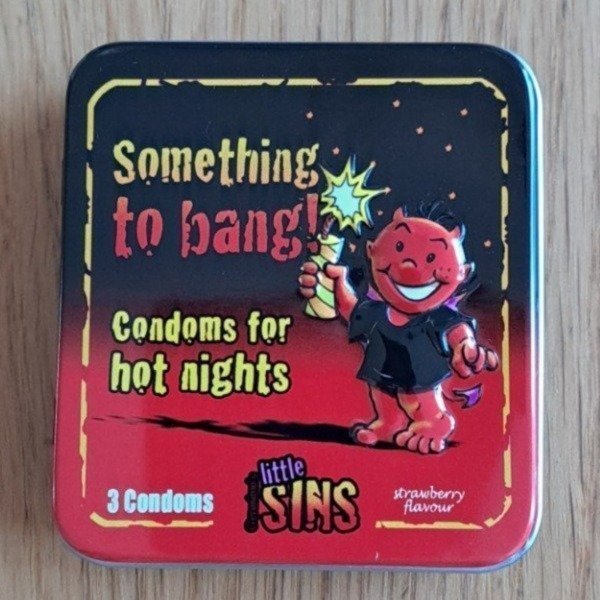 Something
to bang!
Condoms for
hot nights
3 Condoms
little
SINS
strawberry
flavour